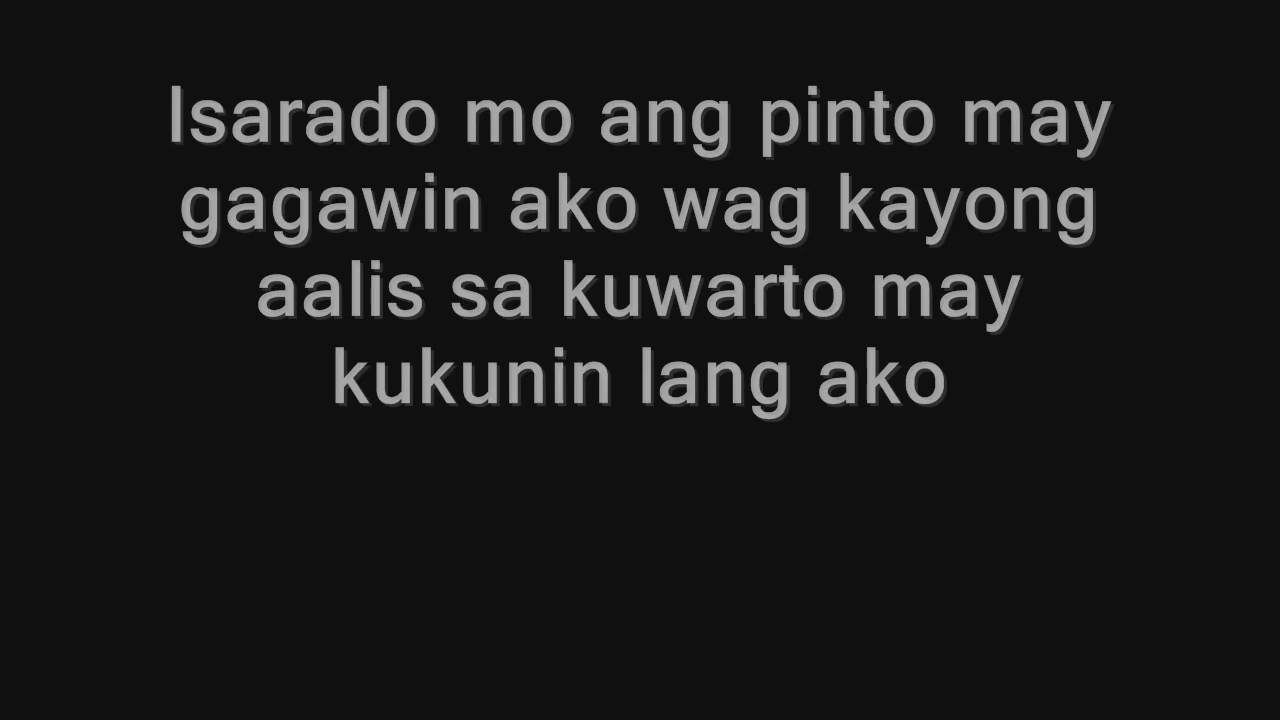 Isarado mo ang pinto may
gagawin ako wag kayong
aalis sa kuwarto may
kukunin lang ako